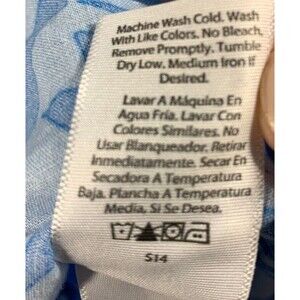 Machine Wash Cold. Wash
With Like Colors. No Bleach,
Remove Promptly. Tumble
Dry Low. Medium Iron If
Desired.
Lavar A Máquina En
Agua Fría. Lavar Con
Colores Similares. No
Usar Blanqueador. Retirar
Inmediatamente. Secar En
Secadora A Temperatura
Baja. Plancha A Temperatura
Media, Si Se Desea.
S14